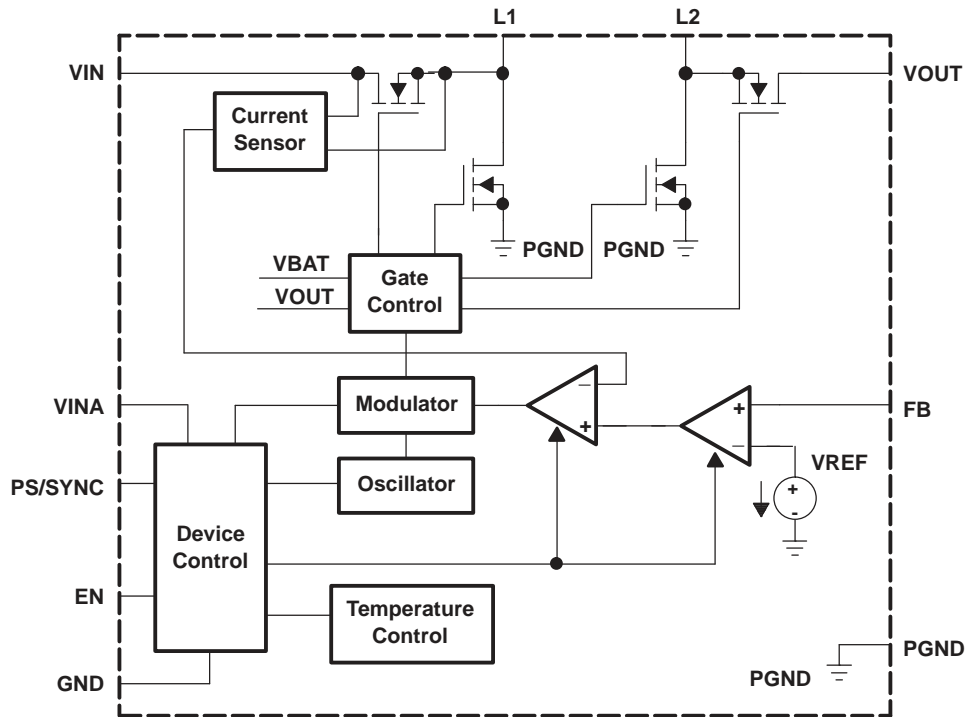 L1
L2
VIN
VOUT
Current
Sensor
PGND
PGND
VBAT
VOUT
Gate
Control
VINA
Modulator
−
+
+
−
FB
VREF
PS/SYNC
Oscillator
+
-
Device
Control
EN
Temperature
Control
GND
PGND
PGND